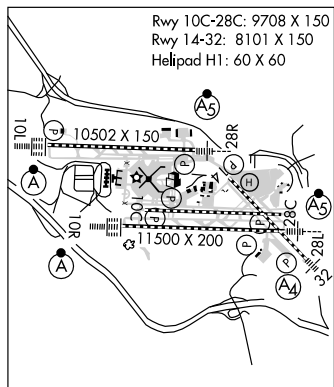 Rwy 10C-28C: 9708 X 150
Rwy 14-32: 8101 X 150
Helipad H1: 60 X 60
A5
10L
P
10502 X 150
28R
P
P
A
H
10C
P
A5
10R
P
28C
28L
11500 X 200
P
P
A
A4
32